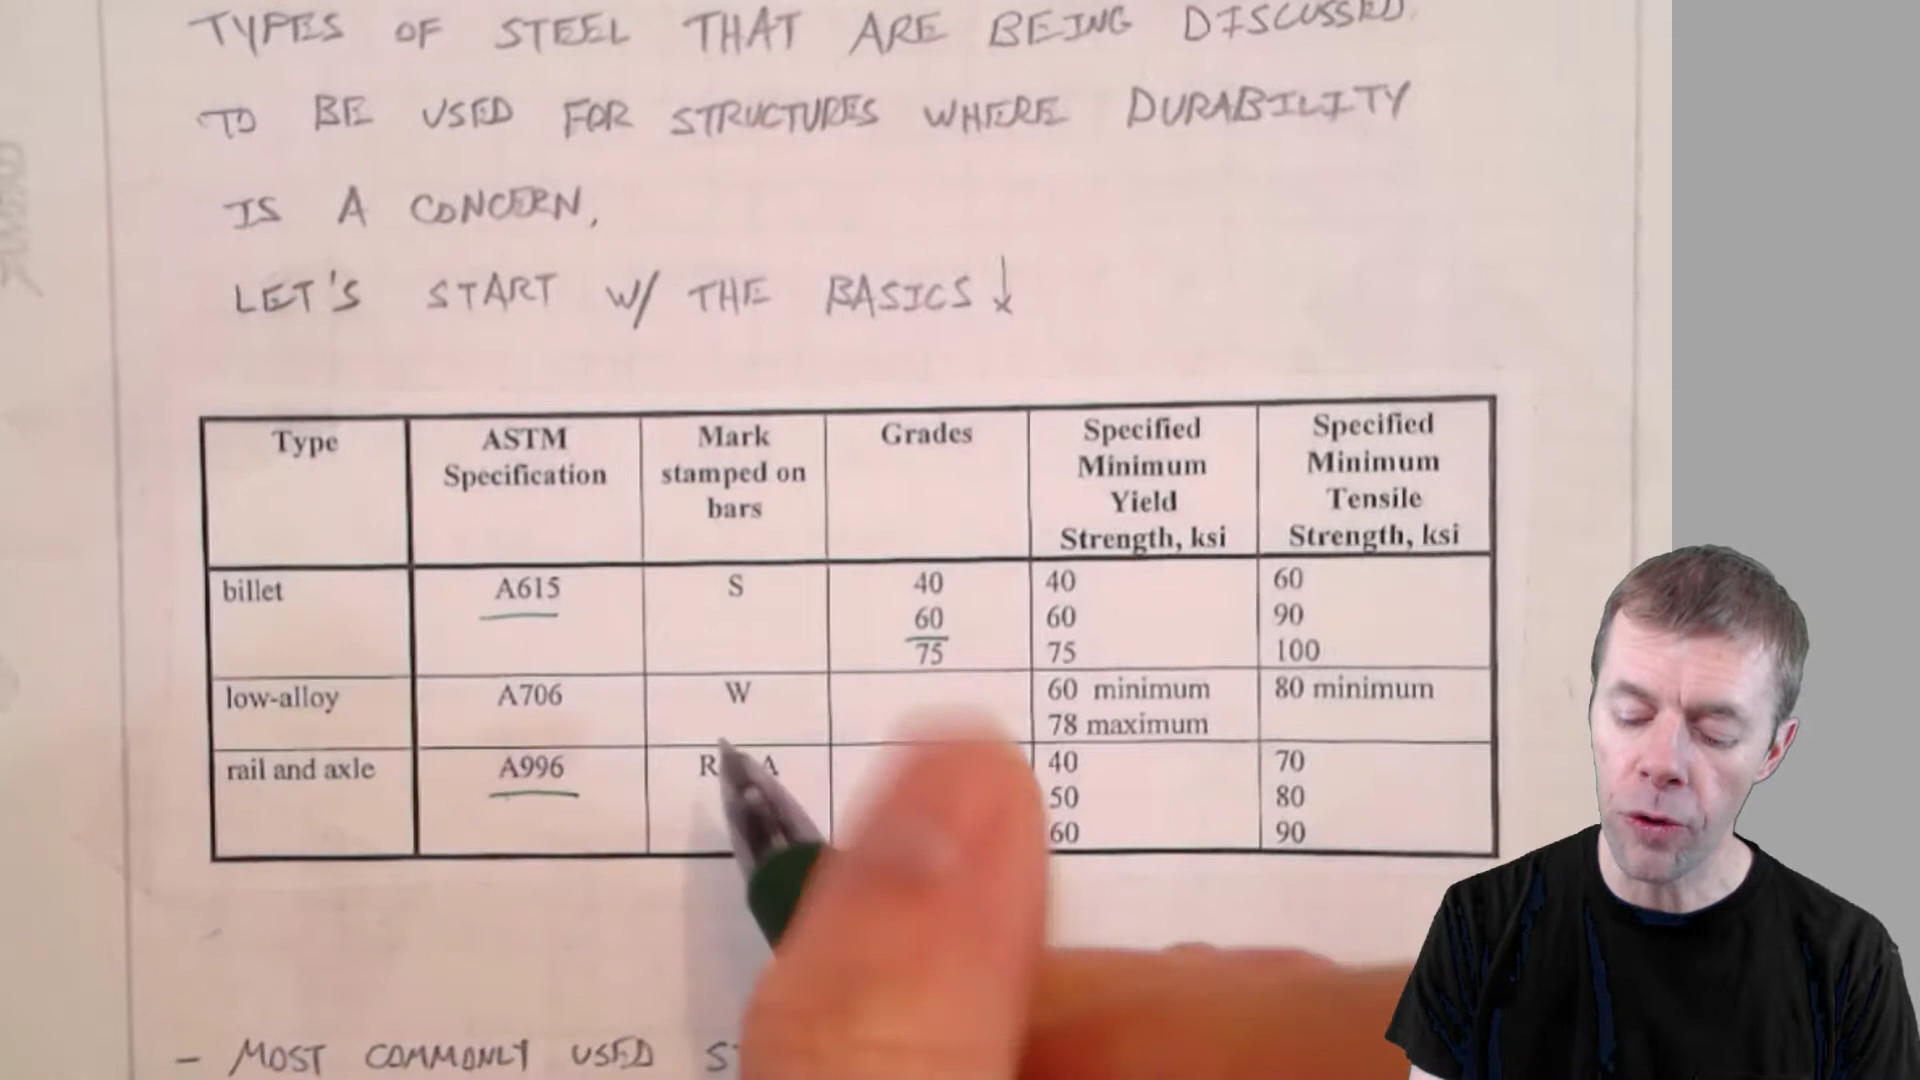 TYPES OF STEEL THAT ARE BEING DISCUSSED
TO BE USED FOR STRUCTURES WHERE DURABILITY
IS A CONCERN.
LET'S START W/ THE BASICS ↓
Type
ASTM Specification
Mark stamped on bars
Grades
Specified Minimum Yield Strength, ksi
Specified Minimum Tensile Strength, ksi
billet A615 S 40 40 60
60 60 90
75 75 100
low-alloy A706 W 60 minimum 80 minimum
78 maximum
rail and axle A996 R A 40 70
50 80
60 90
- MOST COMMONLY USED